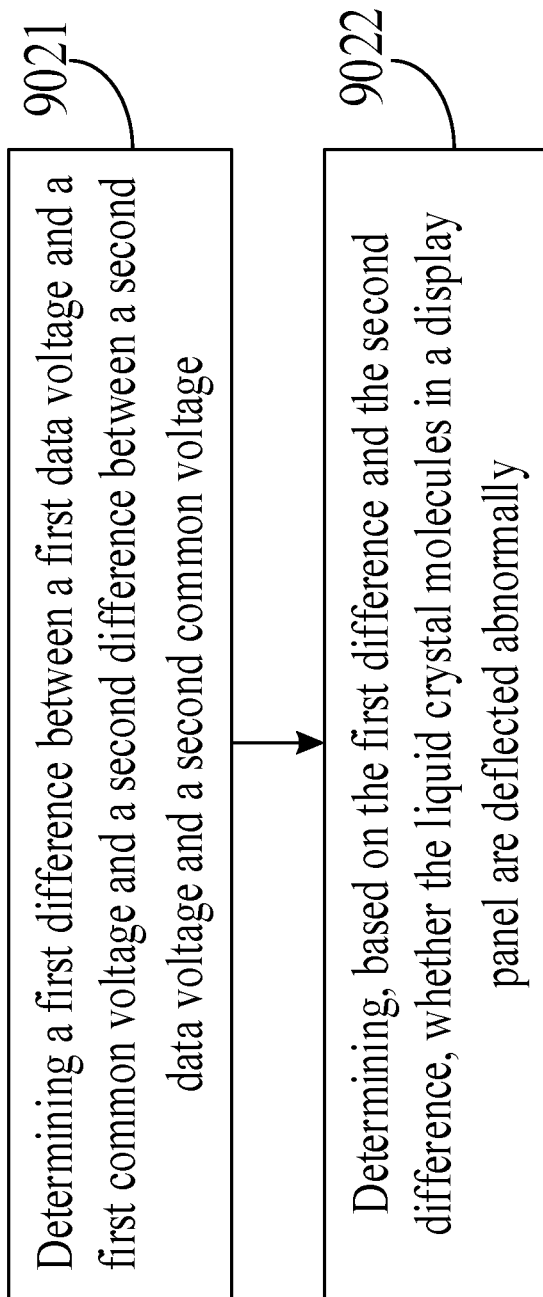 Determining a first difference between a first data voltage and a
first common voltage and a second difference between a second
data voltage and a second common voltage
9021
Determining, based on the first difference and the second
difference, whether the liquid crystal molecules in a display
panel are deflected abnormally
9022